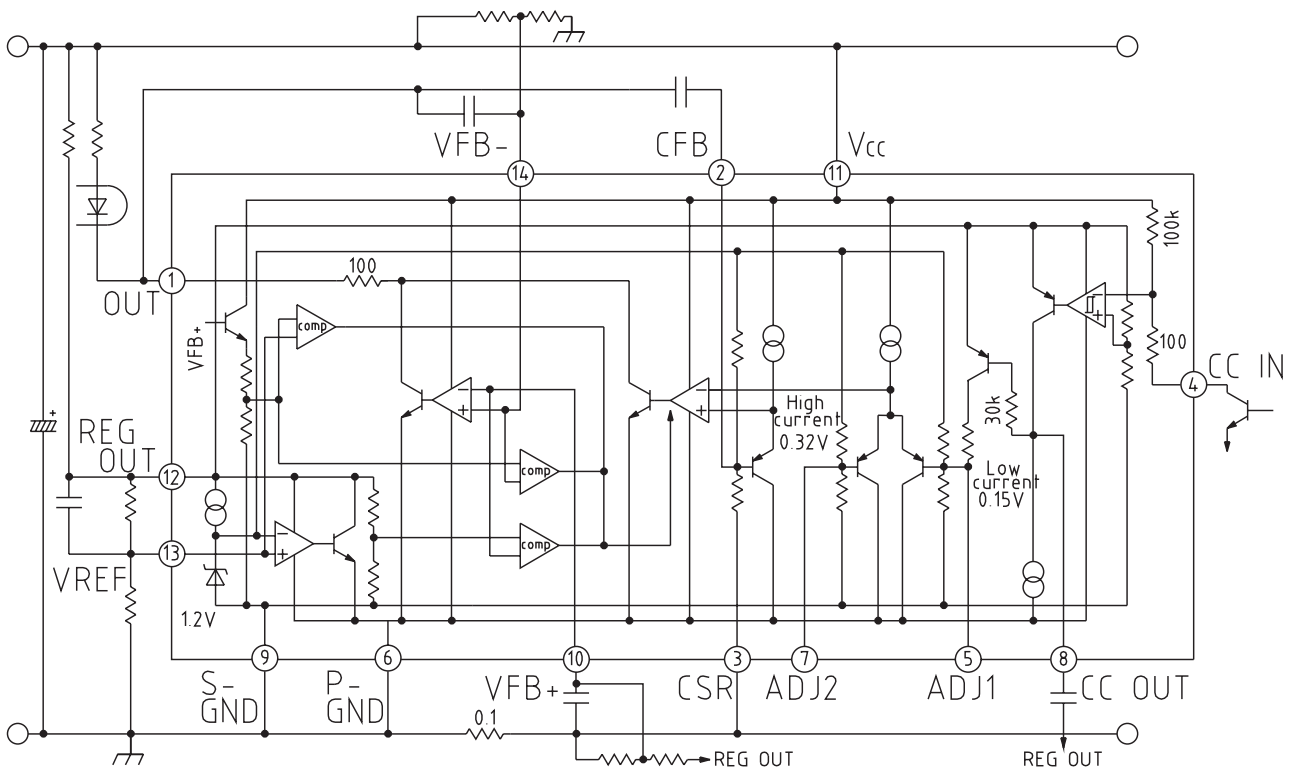 VFB-
CFB
Vcc
14
2
11
100k
1
100
OUT
VFB+
comp
100
CC IN
4
High
current
0.32V
30k
REG
OUT
12
comp
Low
current
0.15V
13
comp
VREF
1.2V
9
6
10
3
7
5
8
S-
GND
P-
GND
VFB+
CSR
ADJ2
ADJ1
CC OUT
0.1
REG OUT
REG OUT